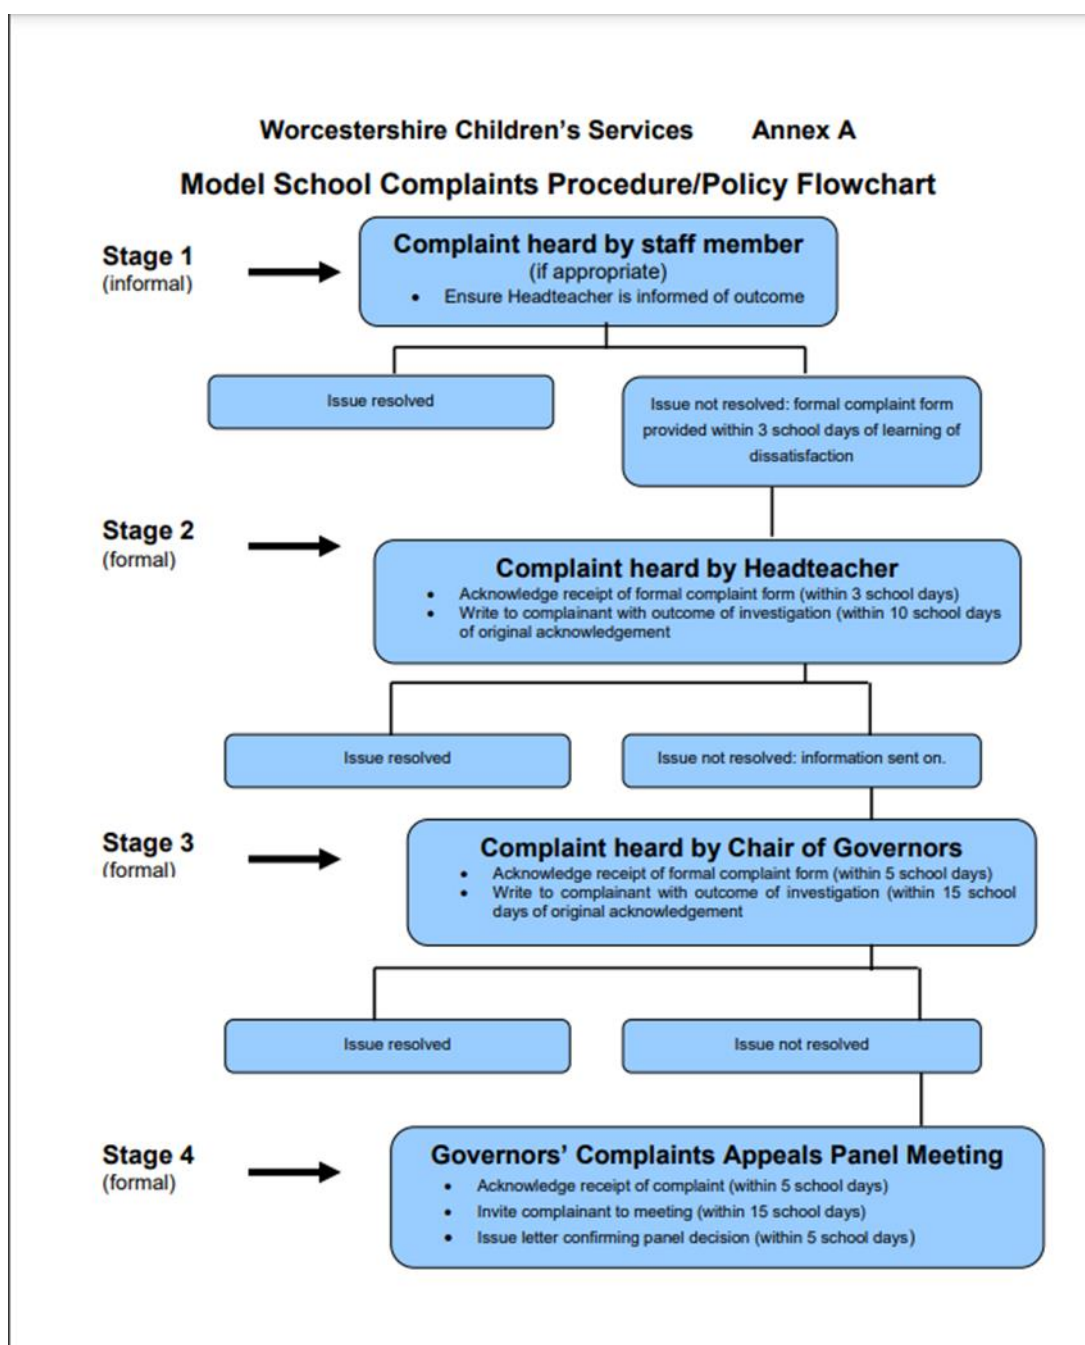 Worcestershire Children's Services Annex A
Model School Complaints Procedure/Policy Flowchart
Stage 1
(informal)
Complaint heard by staff member
(if appropriate)
• Ensure Headteacher is informed of outcome
Issue resolved
Issue not resolved: formal complaint form
provided within 3 school days of learning of
dissatisfaction
Stage 2
(formal)
Complaint heard by Headteacher
• Acknowledge receipt of formal complaint form (within 3 school days)
• Write to complainant with outcome of investigation (within 10 school days
of original acknowledgement
Issue resolved
Issue not resolved: information sent on.
Stage 3
(formal)
Complaint heard by Chair of Governors
• Acknowledge receipt of formal complaint form (within 5 school days)
• Write to complainant with outcome of investigation (within 15 school
days of original acknowledgement
Issue resolved
Issue not resolved
Stage 4
(formal)
Governors' Complaints Appeals Panel Meeting
• Acknowledge receipt of complaint (within 5 school days)
• Invite complainant to meeting (within 15 school days)
• Issue letter confirming panel decision (within 5 school days)